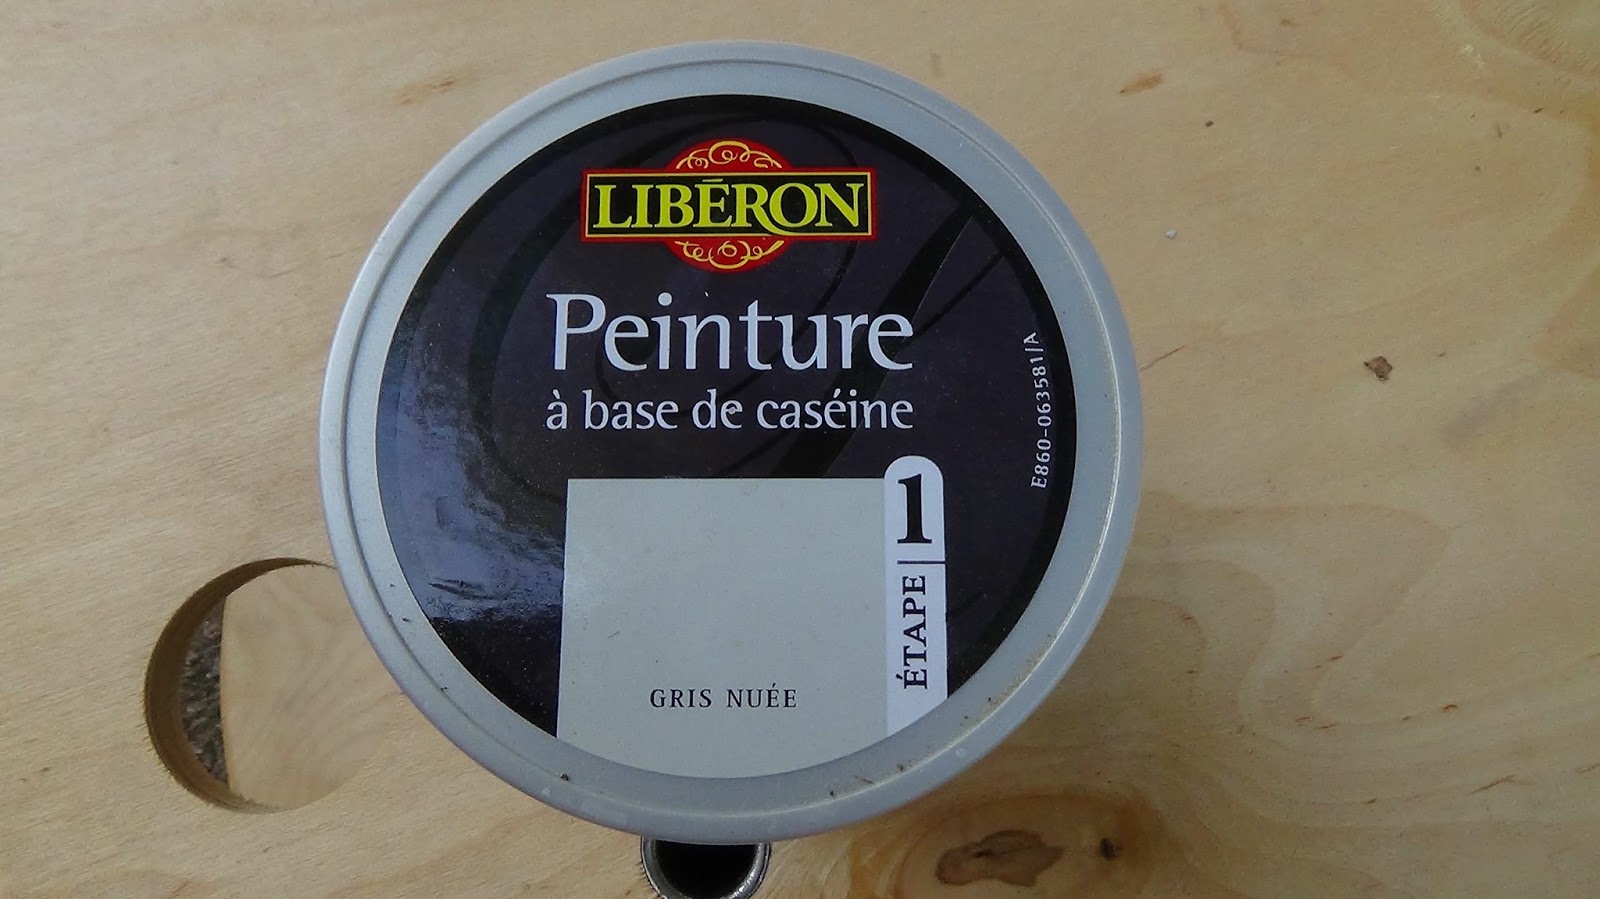 LIBÉRON
Peinture
à base de caséine
E860-063581/A
1
ÉTAPE
GRIS NUÉE